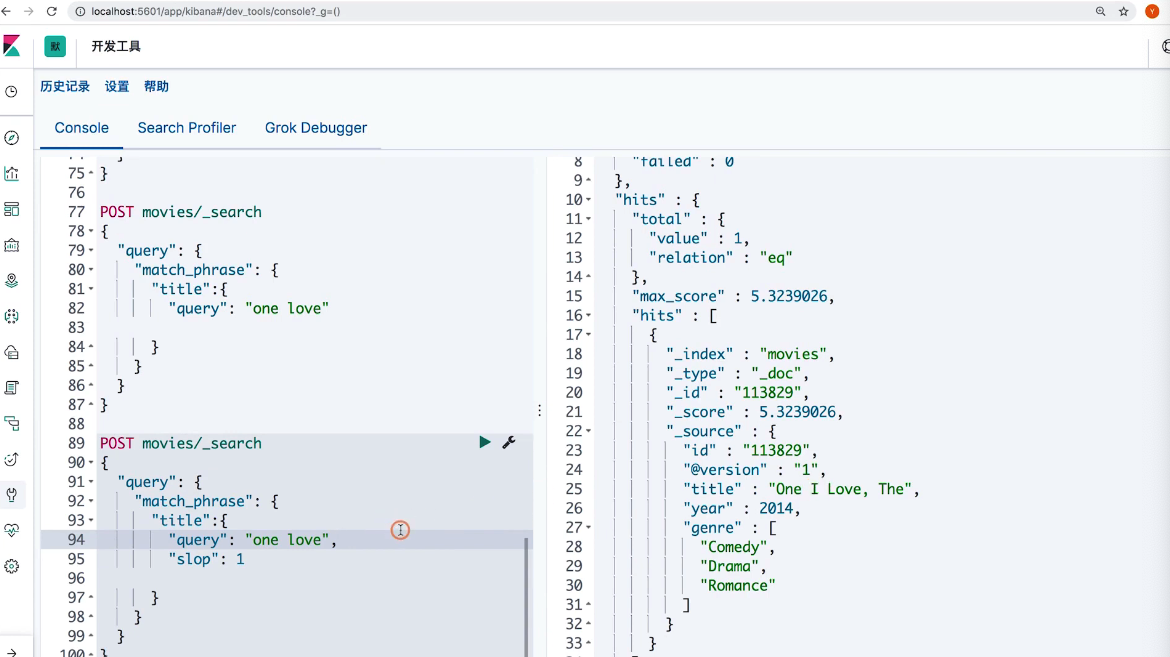 localhost:5601/app/kibana#/dev_tools/console?_g=()
Y
默 开发工具
历史记录 设置 帮助
Console Search Profiler Grok Debugger
75 }
76
77 POST movies/_search
78 {
79 "query": {
80 "match_phrase": {
81 "title":{
82 "query": "one love"
83
84 }
85 }
86 }
87 }
88
89 POST movies/_search
90 {
91 "query": {
92 "match_phrase": {
93 "title":{
94 "query": "one love",
95 "slop": 1
96
97 }
98 }
99 }
100 }
8 "failed" : 0
9 },
10 "hits" : {
11 "total" : {
12 "value" : 1,
13 "relation" : "eq"
14 },
15 "max_score" : 5.3239026,
16 "hits" : [
17 {
18 "_index" : "movies",
19 "_type" : "_doc",
20 "_id" : "113829",
21 "_score" : 5.3239026,
22 "_source" : {
23 "id" : "113829",
24 "@version" : "1",
25 "title" : "One I Love, The",
26 "year" : 2014,
27 "genre" : [
28 "Comedy",
29 "Drama",
30 "Romance"
31 ]
32 }
33 }